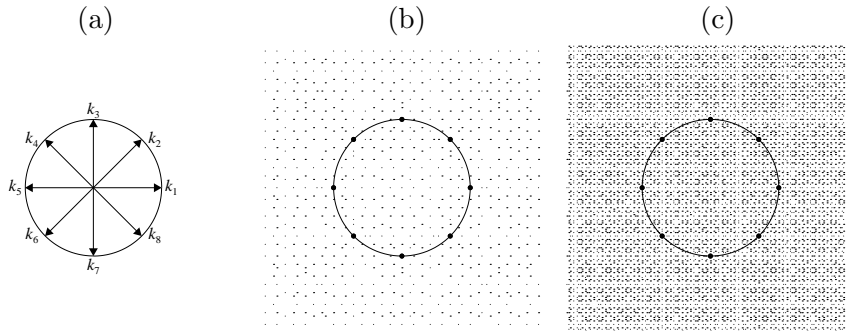 (a) (b) (c)
k₃
k₄ k₂
k₅ k₁
k₆ k₈
k₇